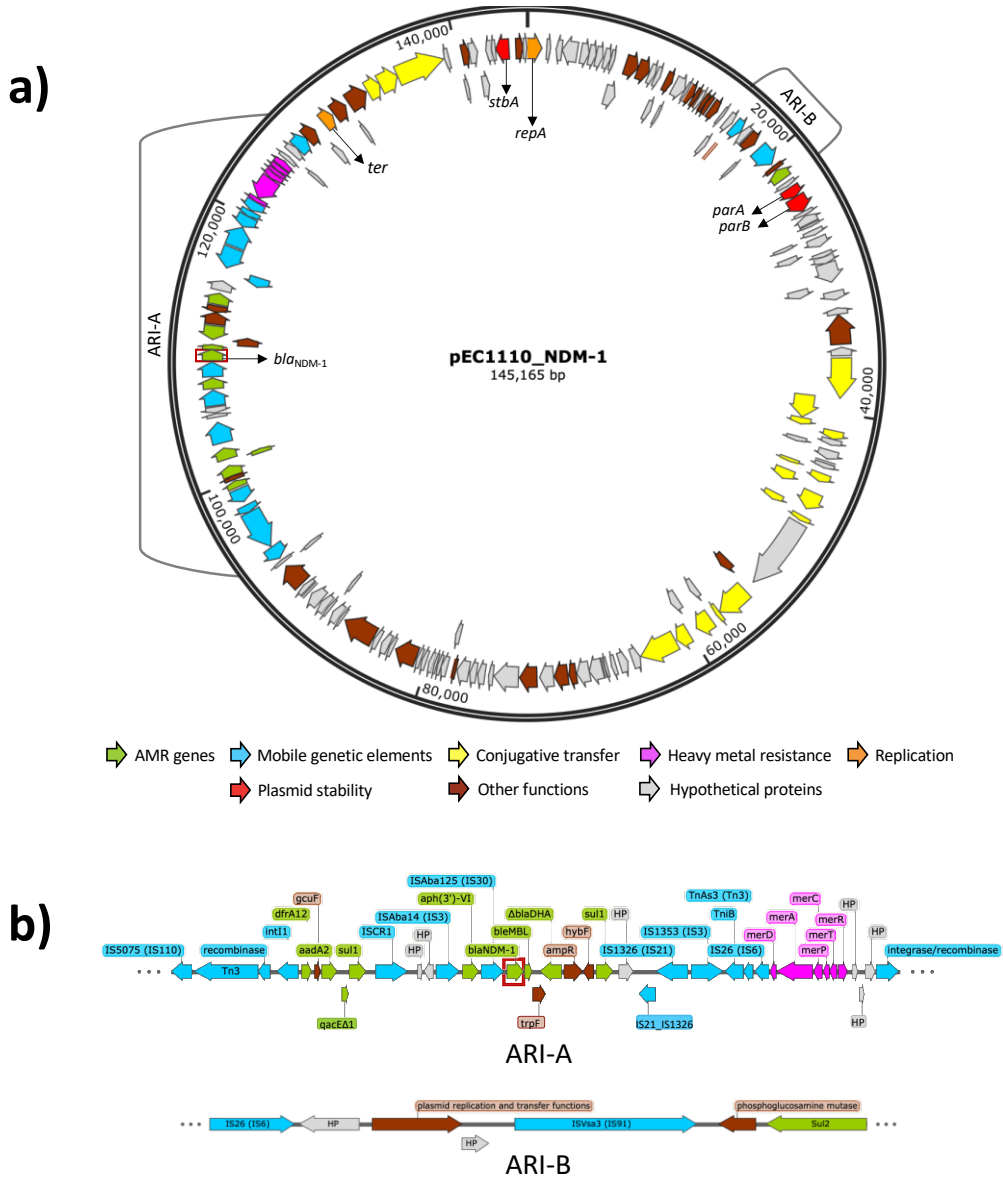 a)
140,000
stbA
repA
ter
ARI-B
20,000
parA
parB
120,000
ARI-A
blaNDM-1
pEC1110_NDM-1
145,165 bp
40,000
100,000
60,000
80,000
AMR genes
Mobile genetic elements
Conjugative transfer
Heavy metal resistance
Replication
Plasmid stability
Other functions
Hypothetical proteins
b)
ISAba125 (IS30)
TnAs3 (Tn3)
gcuF
aph(3')-VI
ΔblaDHA
sul1
IS1353 (IS3)
merC
HP
dfrA12
ISAba14 (IS3)
bleMBL
hybF
HP
TniB
merA
merR
intI1
HP
IS5075 (IS110)
recombinase
aadA2
sul1
ISCR1
HP
blaNDM-1
ampR
IS1326 (IS21)
IS26 (IS6)
merD
merT
merP
HP
integrase/recombinase
Tn3
qacEΔ1
trpF
IS21_IS1326
HP
ARI-A
plasmid replication and transfer functions
phosphoglucosamine mutase
IS26 (IS6)
HP
ISVsa3 (IS91)
Sul2
HP
ARI-B